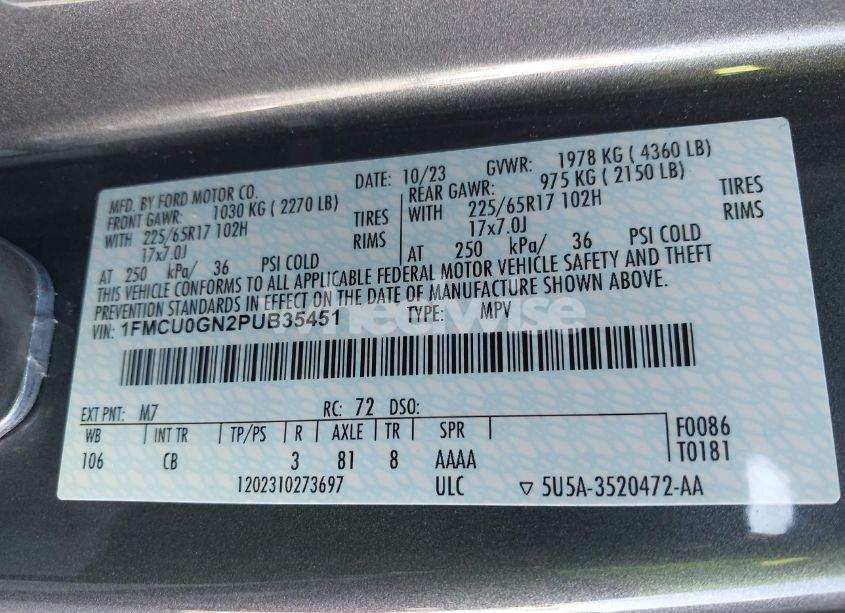 MFD. BY FORD MOTOR CO. DATE: 10/23 GVWR: 1978 KG ( 4360 LB)
FRONT GAWR: 1030 KG ( 2270 LB) REAR GAWR: 975 KG ( 2150 LB)
WITH 225/65R17 102H TIRES WITH 225/65R17 102H TIRES
17x7.0J RIMS 17x7.0J RIMS
AT 250 kPa/ 36 PSI COLD AT 250 kPa/ 36 PSI COLD
THIS VEHICLE CONFORMS TO ALL APPLICABLE FEDERAL MOTOR VEHICLE SAFETY AND THEFT
PREVENTION STANDARDS IN EFFECT ON THE DATE OF MANUFACTURE SHOWN ABOVE.
VIN: 1FMCU0GN2PUB35451 TYPE: MPV
wheelwise
EXT PNT: M7 RC: 72 DSO:
WB INT TR TP/PS R AXLE TR SPR F0086
106 CB 3 81 8 AAAA T0181
1202310273697 ULC ▽ 5U5A-3520472-AA